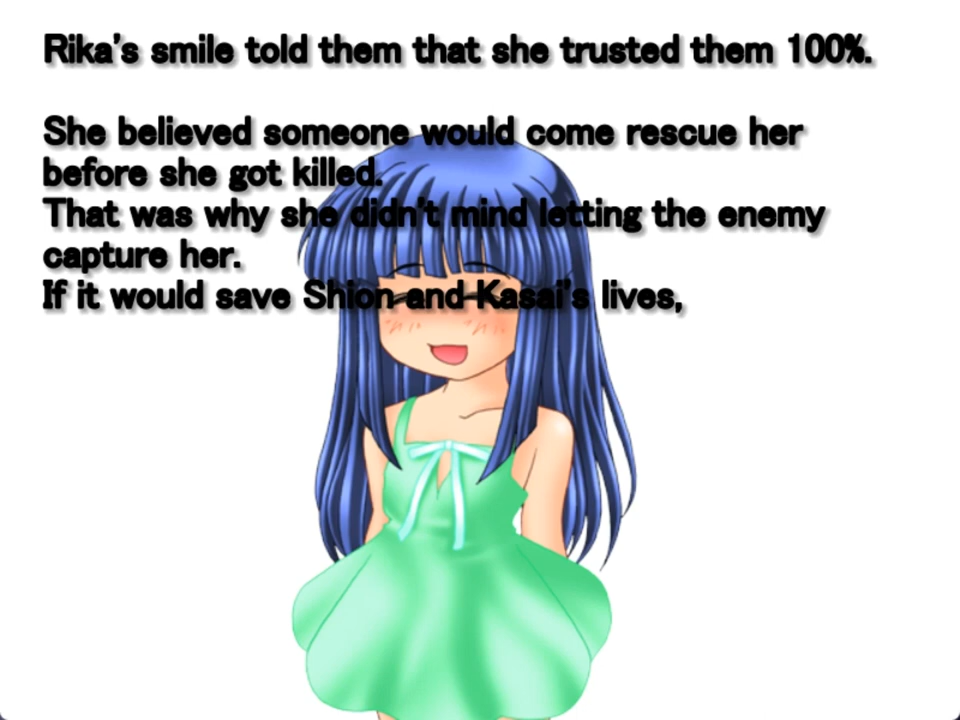 Rika's smile told them that she trusted them 100%.
She believed someone would come rescue her
before she got killed.
That was why she didn't mind letting the enemy
capture her.
If it would save Shion and Kasai's lives,